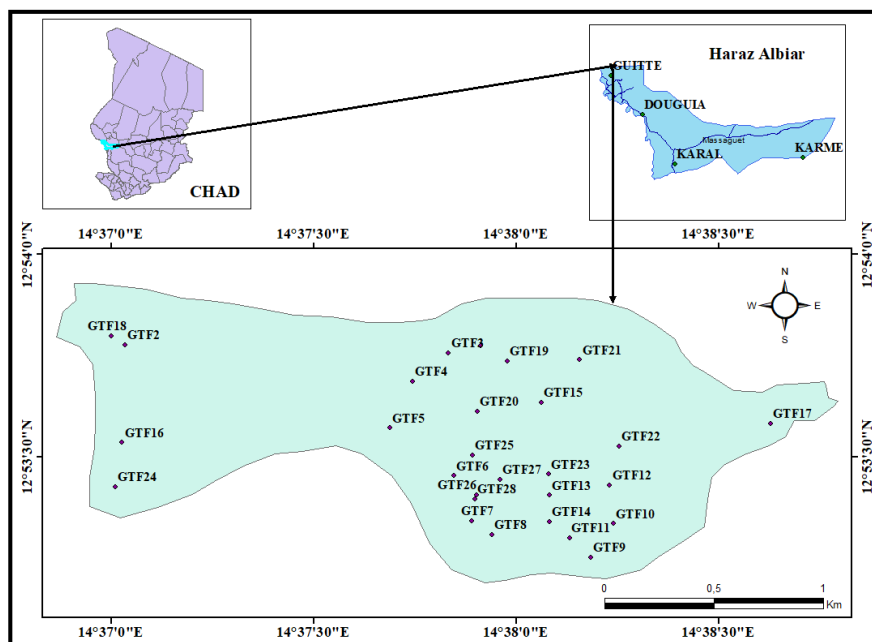 CHAD
Haraz Albiar
GUITTE
DOUGUIA
Massaguet
KARAL
KARME
14°37'0"E 14°37'30"E 14°38'0"E 14°38'30"E
12°54'0"N 12°54'0"N
N
W E
S
GTF18
GTF2
GTF3
GTF19
GTF21
GTF4
GTF20
GTF15
GTF5
GTF17
GTF16
GTF22
GTF25
GTF24
GTF6
GTF27
GTF23
GTF12
GTF26
GTF28
GTF13
GTF7
GTF8
GTF14
GTF11
GTF10
GTF9
12°53'30"N 12°53'30"N
0 0,5 1
Km
14°37'0"E 14°37'30"E 14°38'0"E 14°38'30"E